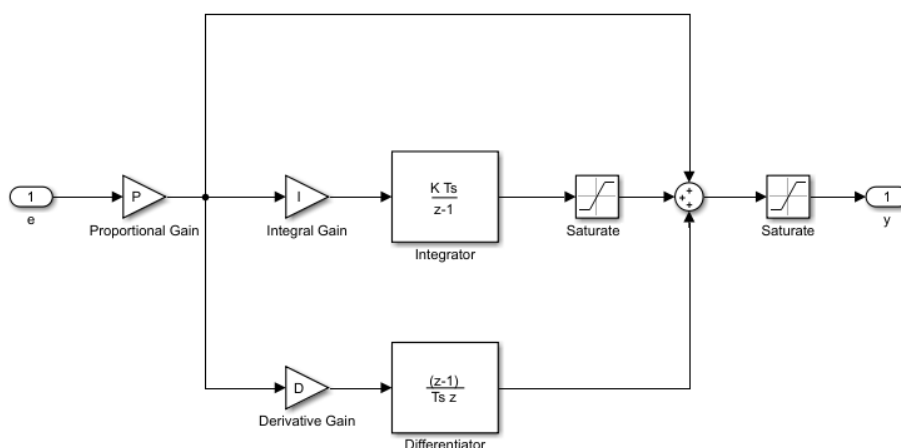 1
e
P
Proportional Gain
I
Integral Gain
K Ts
z-1
Integrator
Saturate
+
+
+
Saturate
1
y
D
Derivative Gain
(z-1)
Ts z
Differentiator